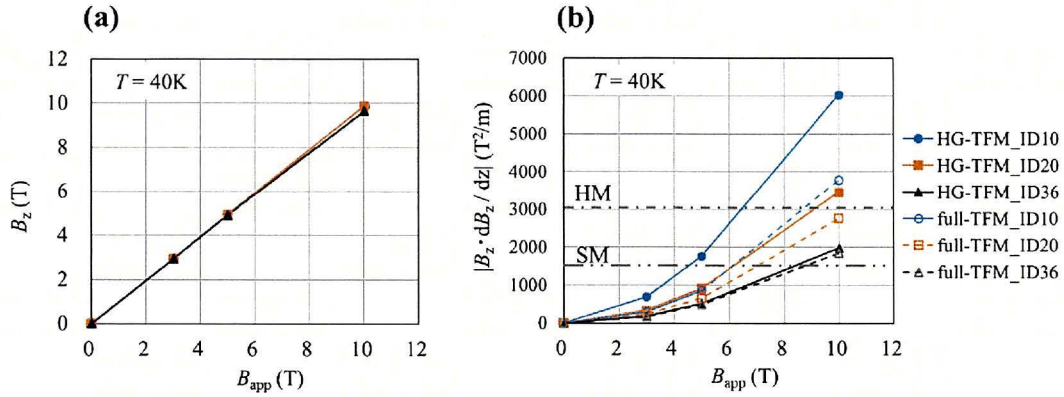 (a)
T = 40K
12
10
8
6
4
2
0
B_z (T)
0 2 4 6 8 10 12
B_app (T)
(b)
T = 40K
7000
6000
5000
4000
3000
2000
1000
0
|B_z · dB_z / dz| (T²/m)
HM
SM
0 2 4 6 8 10 12
B_app (T)
HG-TFM_ID10
HG-TFM_ID20
HG-TFM_ID36
full-TFM_ID10
full-TFM_ID20
full-TFM_ID36